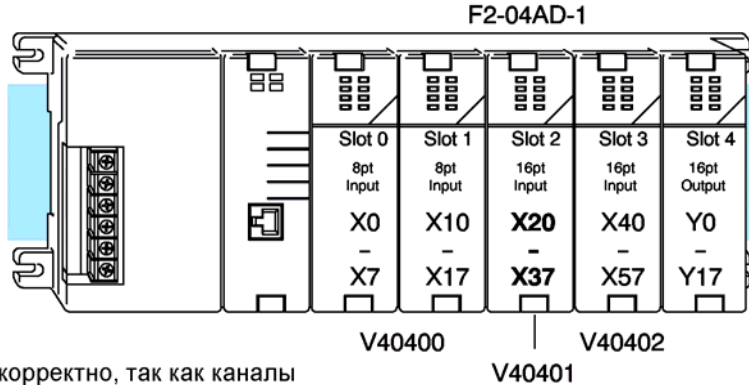 F2-04AD-1
Slot 0 Slot 1 Slot 2 Slot 3 Slot 4
8pt 8pt 16pt 16pt 16pt
Input Input Input Input Output
X0 X10 X20 X40 Y0
– – - – –
X7 X17 X37 X57 Y17
V40400 V40402
корректно, так как каналы V40401